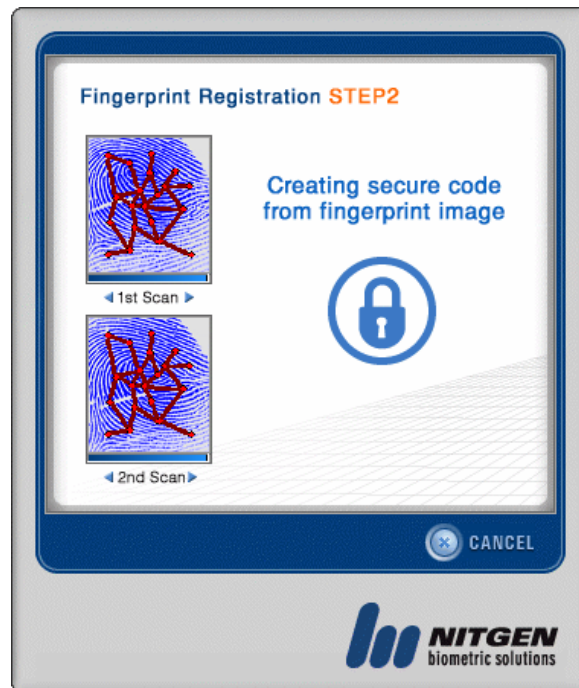 Fingerprint Registration STEP2
Creating secure code
from fingerprint image
1st Scan
2nd Scan
CANCEL
NITGEN
biometric solutions